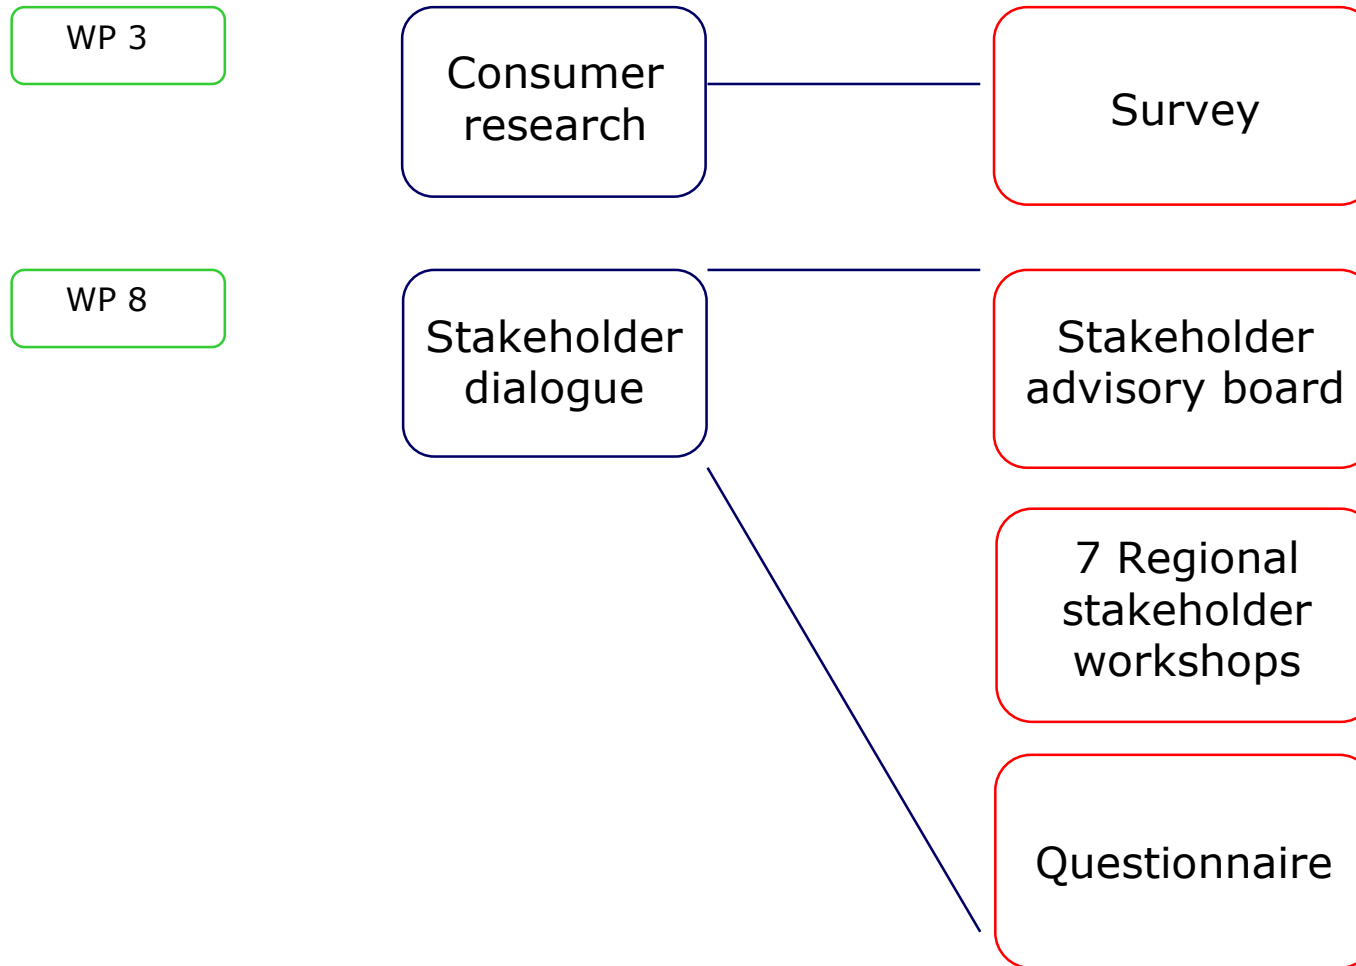 WP 3
Consumer
research
Survey
WP 8
Stakeholder
dialogue
Stakeholder
advisory board
7 Regional
stakeholder
workshops
Questionnaire